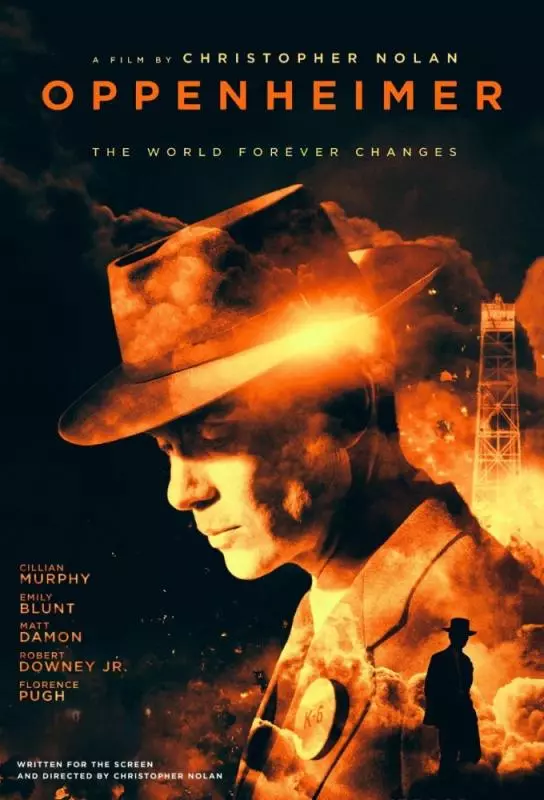 A FILM BY CHRISTOPHER NOLAN
OPPENHEIMER
THE WORLD FOREVER CHANGES
CILLIAN
MURPHY
EMILY
BLUNT
MATT
DAMON
ROBERT
DOWNEY JR.
FLORENCE
PUGH
K-6
WRITTEN FOR THE SCREEN
AND DIRECTED BY CHRISTOPHER NOLAN